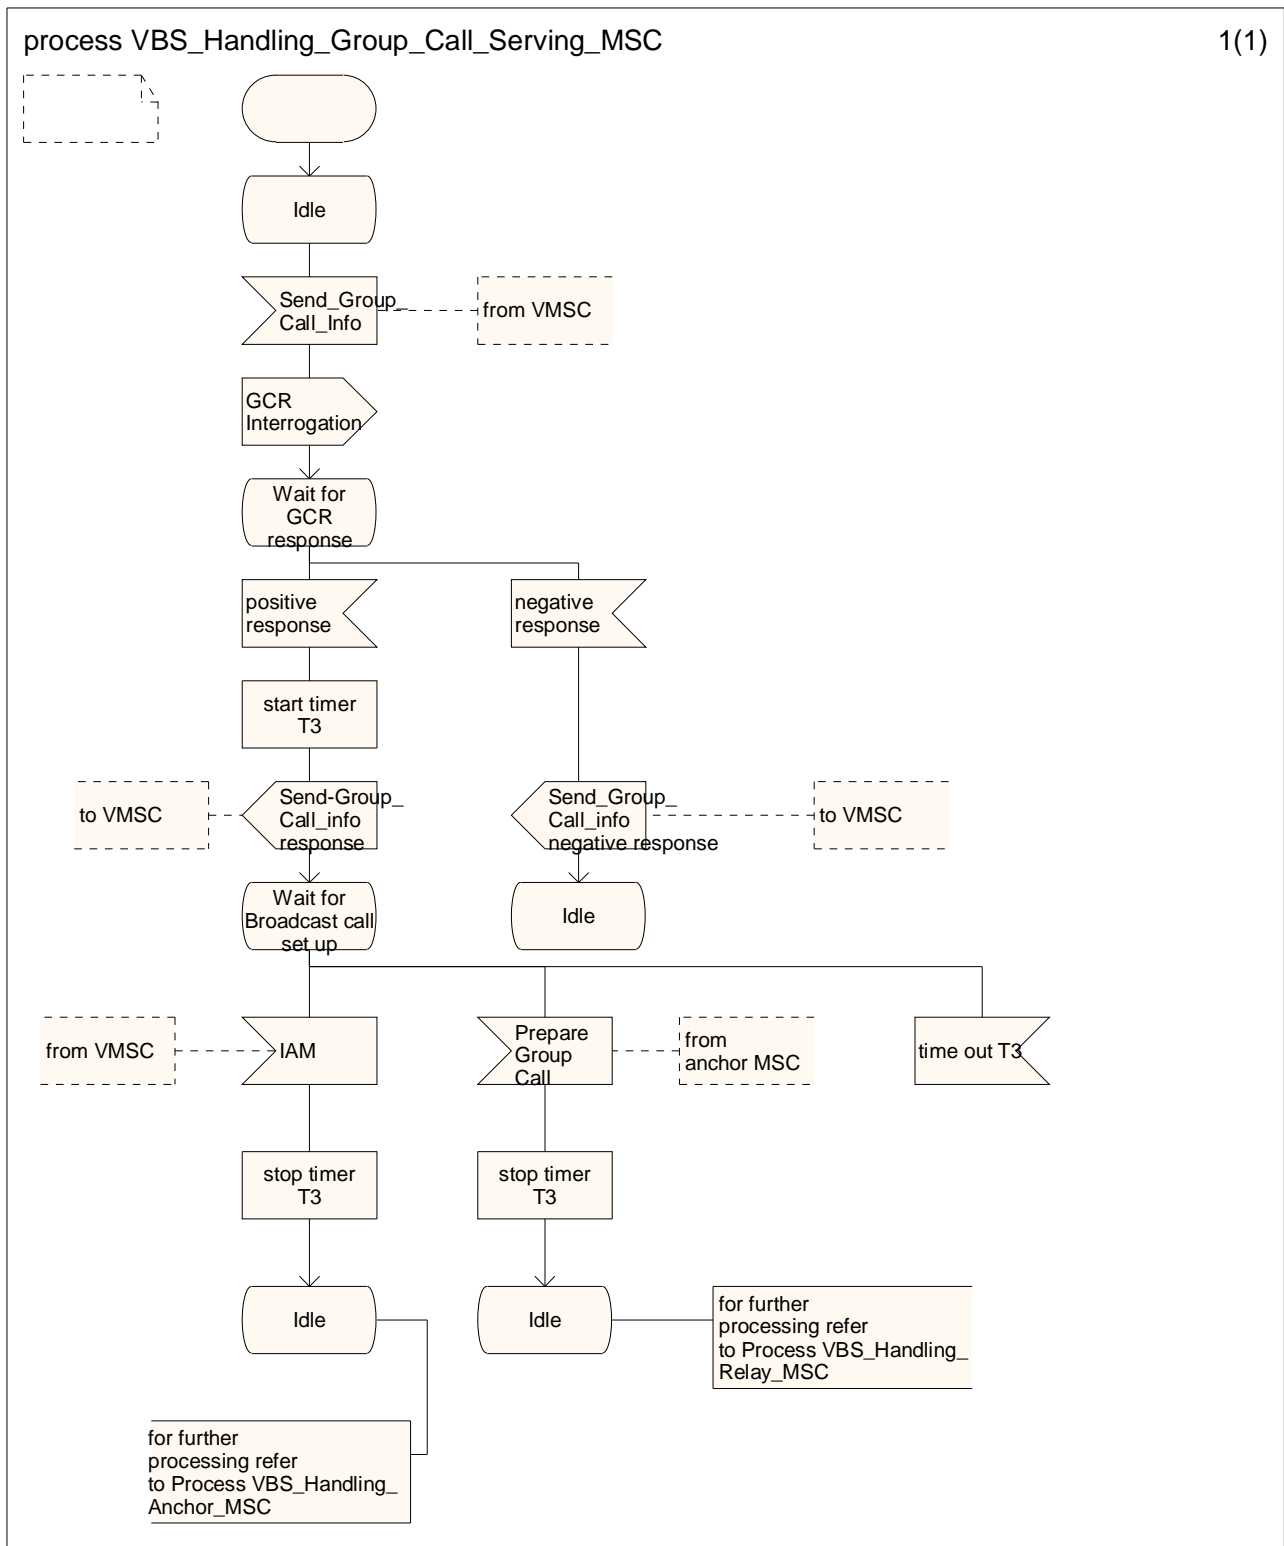 process VBS_Handling_Group_Call_Serving_MSC
1(1)
Idle
Send_Group_
Call_Info
from VMSC
GCR
Interrogation
Wait for
GCR
response
positive
response
negative
response
start timer
T3
to VMSC
Send-Group_
Call_info
response
Send_Group_
Call_info
negative response
to VMSC
Wait for
Broadcast call
set up
Idle
from VMSC
IAM
Prepare
Group
Call
from
anchor MSC
time out T3
stop timer
T3
stop timer
T3
Idle
Idle
for further
processing refer
to Process VBS_Handling_
Relay_MSC
for further
processing refer
to Process VBS_Handling_
Anchor_MSC